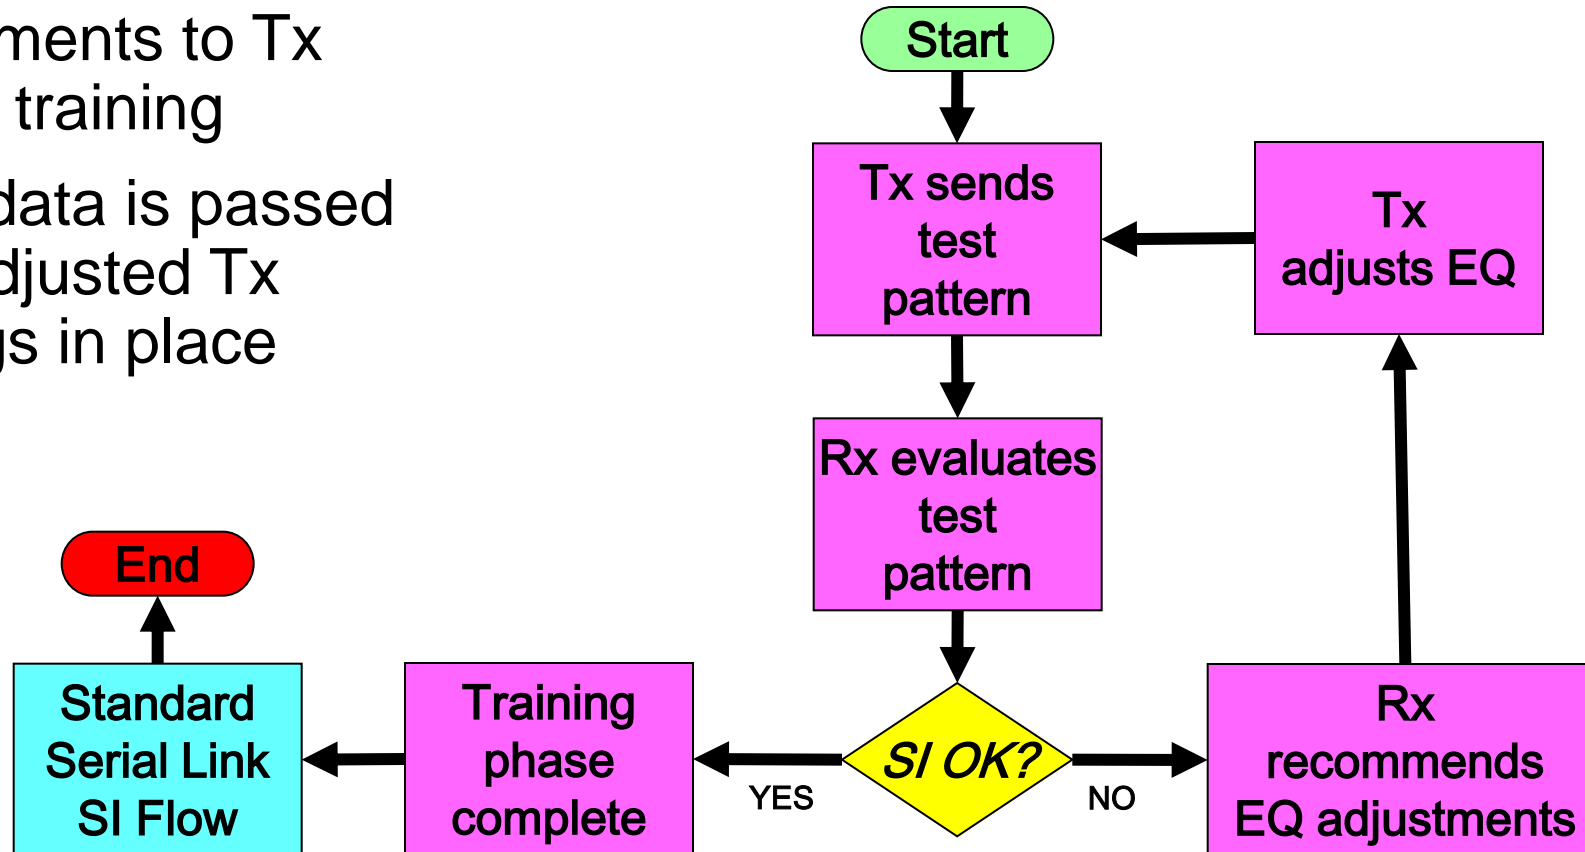 ments to Tx
training
data is passed
djusted Tx
gs in place
Start
Tx sends
test
pattern
Tx
adjusts EQ
Rx evaluates
test
pattern
End
Standard
Serial Link
SI Flow
Training
phase
complete
YES
SI OK?
NO
Rx
recommends
EQ adjustments